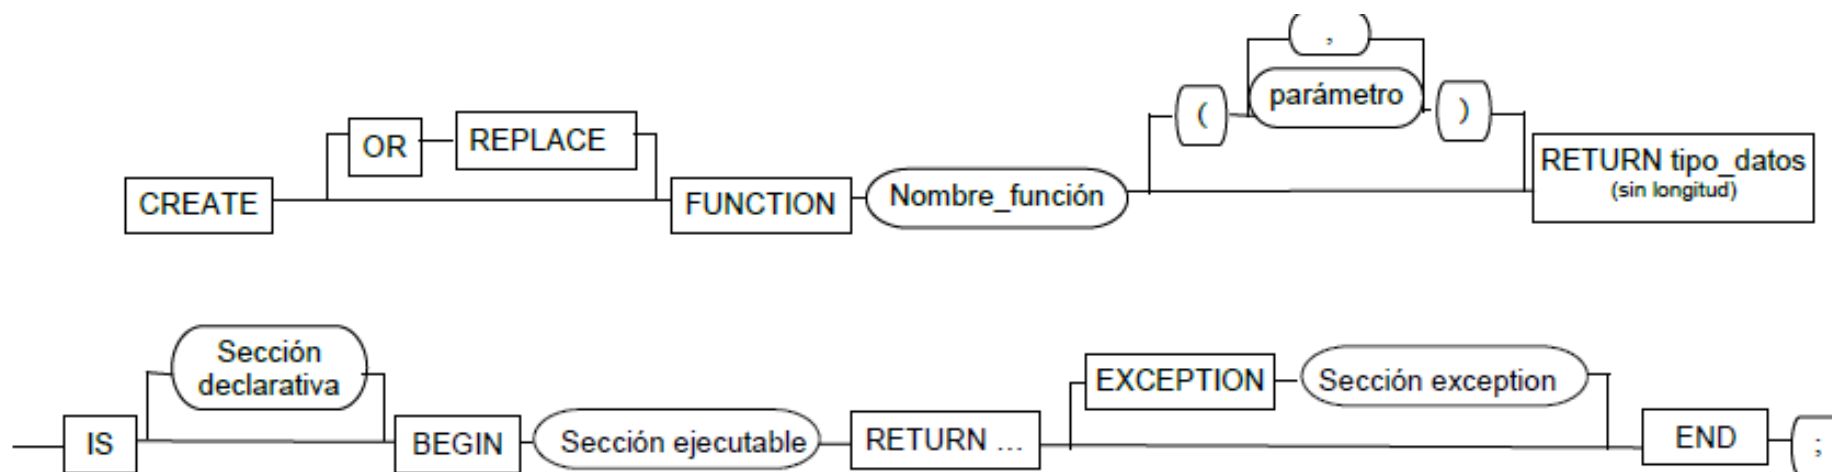 CREATE OR REPLACE FUNCTION Nombre_función ( parámetro , ) RETURN tipo_datos
(sin longitud)
IS Sección
declarativa
BEGIN Sección ejecutable RETURN ... EXCEPTION Sección exception END ;